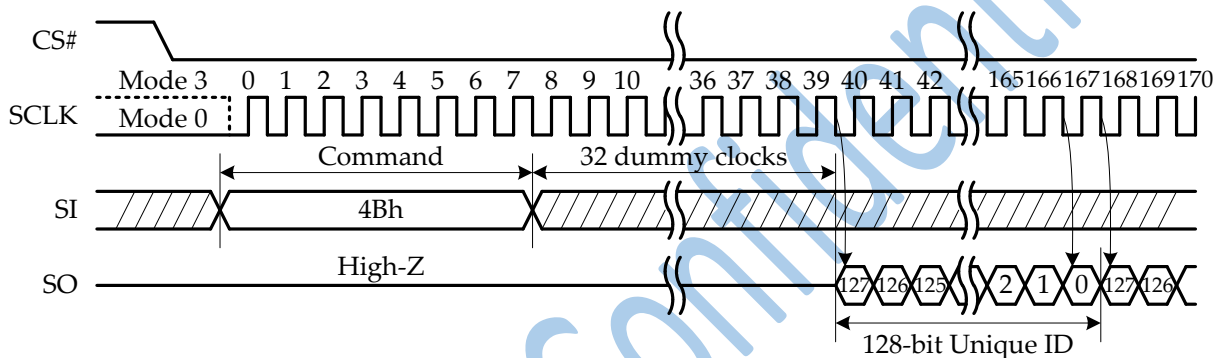 CS#
Mode 3 0 1 2 3 4 5 6 7 8 9 10 36 37 38 39 40 41 42 165 166 167 168 169 170
SCLK Mode 0
Command 32 dummy clocks
SI 4Bh
High-Z
SO 127 126 125 2 1 0 127 126
128-bit Unique ID
Confidenti